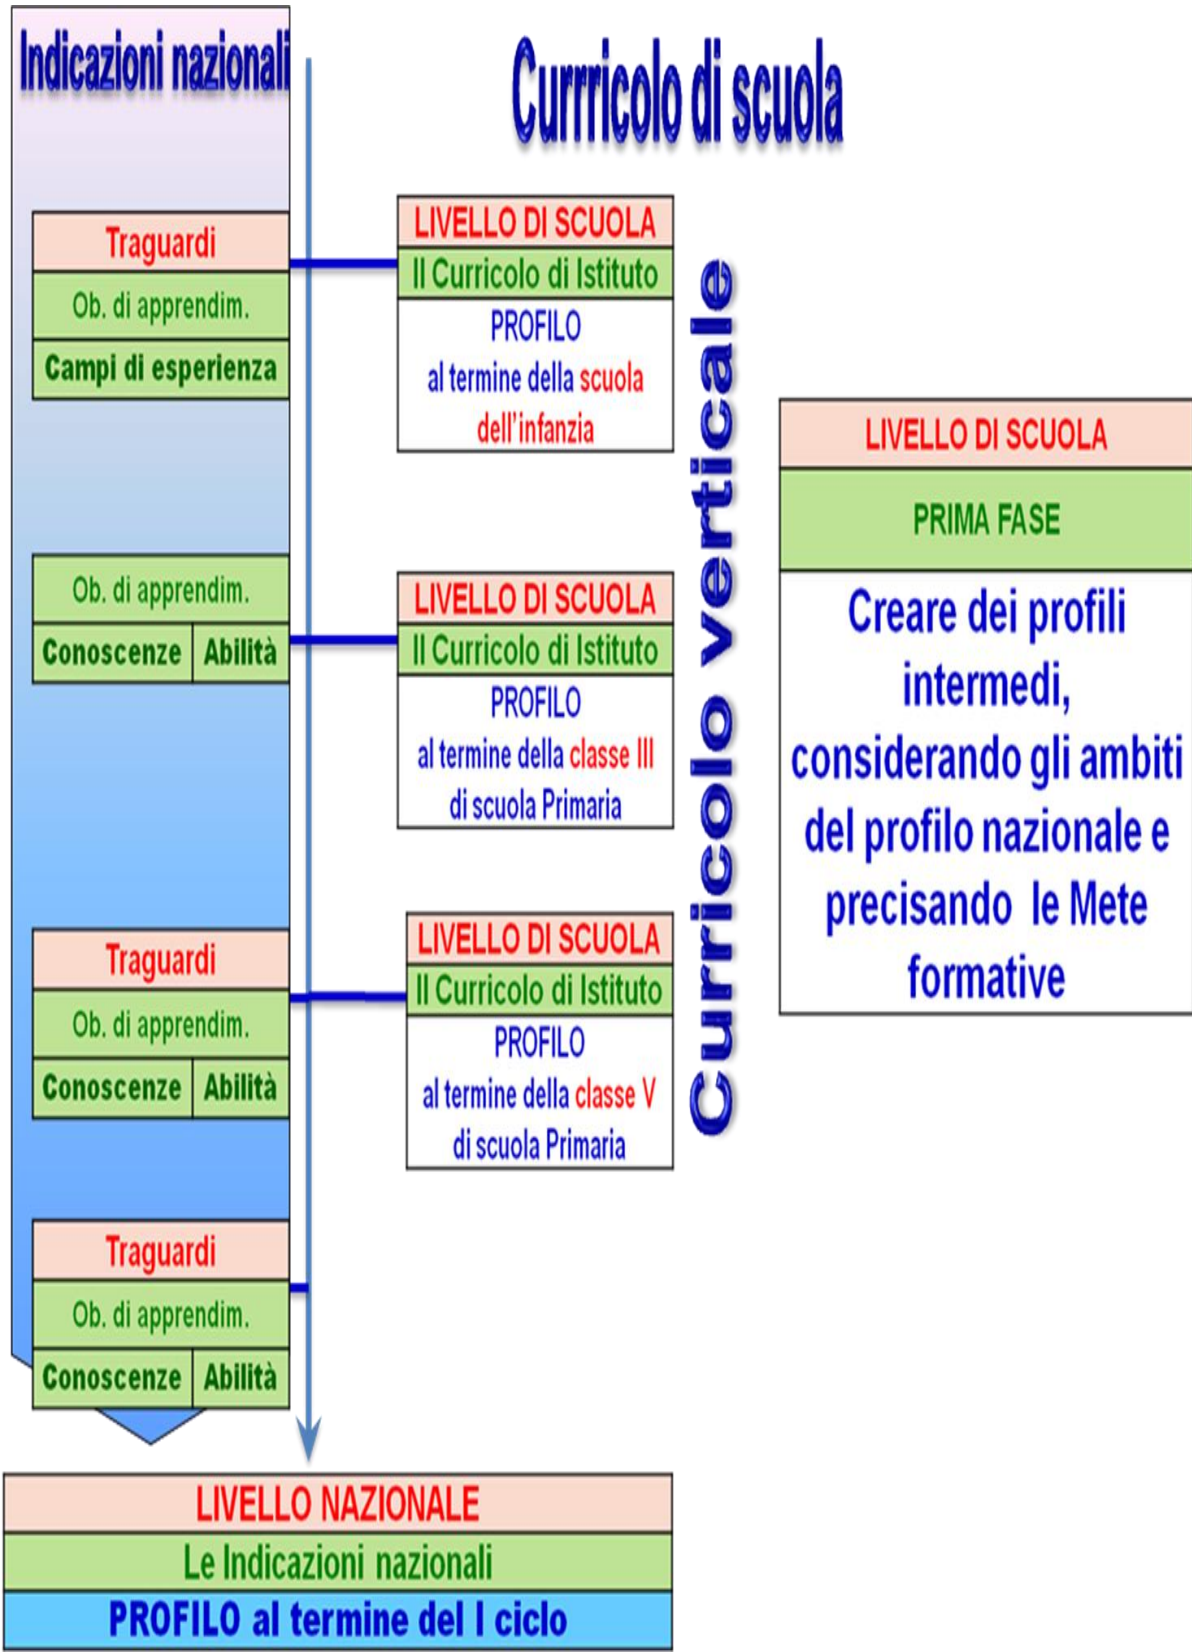 Indicazioni nazionali
Currricolo di scuola
Traguardi
Ob. di apprendim.
Campi di esperienza
LIVELLO DI SCUOLA
Il Curricolo di Istituto
PROFILO
al termine della scuola
dell'infanzia
Ob. di apprendim.
Conoscenze Abilità
LIVELLO DI SCUOLA
Il Curricolo di Istituto
PROFILO
al termine della classe III
di scuola Primaria
Traguardi
Ob. di apprendim.
Conoscenze Abilità
LIVELLO DI SCUOLA
Il Curricolo di Istituto
PROFILO
al termine della classe V
di scuola Primaria
Traguardi
Ob. di apprendim.
Conoscenze Abilità
Curricolo verticale
LIVELLO DI SCUOLA
PRIMA FASE
Creare dei profili
intermedi,
considerando gli ambiti
del profilo nazionale e
precisando le Mete
formative
LIVELLO NAZIONALE
Le Indicazioni nazionali
PROFILO al termine del I ciclo